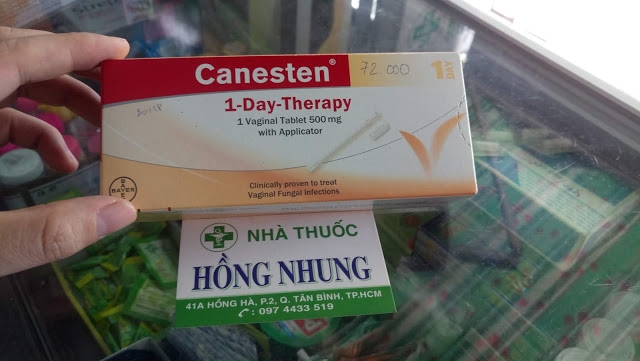 Canesten®
72.000
1 DAY
1-Day-Therapy
1 Vaginal Tablet 500 mg
with Applicator
Clinically proven to treat
Vaginal Fungal Infections
BAYER
NHÀ THUỐC
HỒNG NHUNG
41A HỒNG HÀ, P.2, Q. TÂN BÌNH, TP.HCM
: 097 4433 519